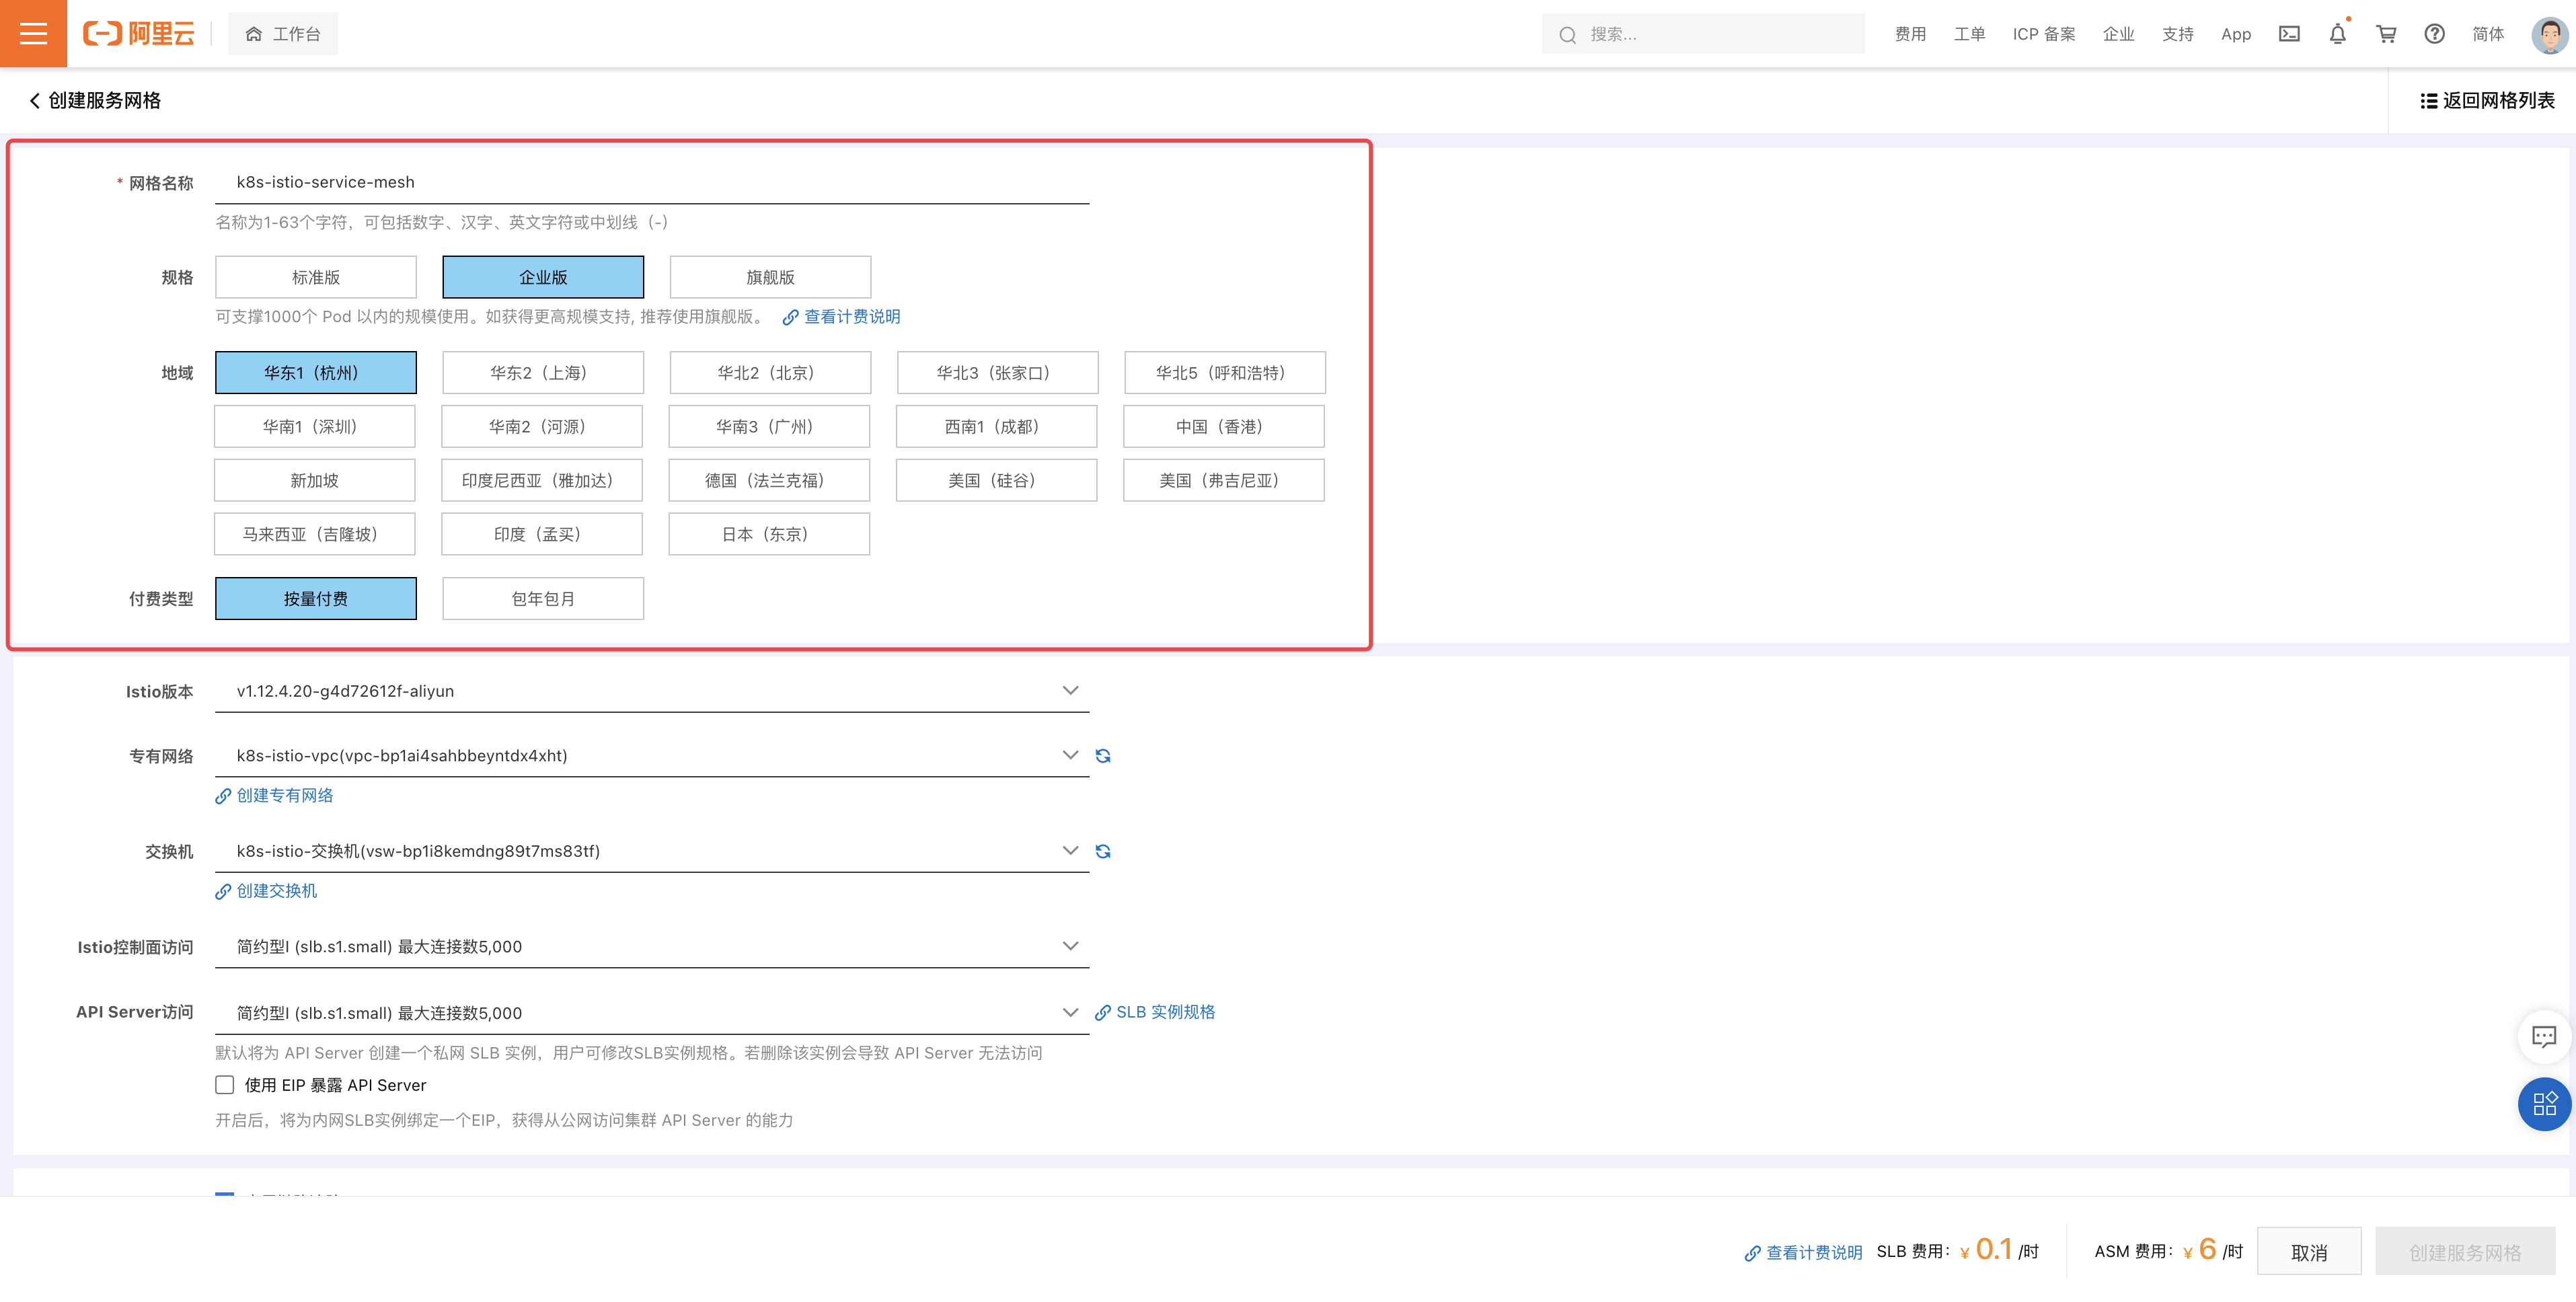 阿里云
工作台
搜索...
费用 工单 ICP 备案 企业 支持 App 简体
创建服务网格
返回网格列表
* 网格名称 k8s-istio-service-mesh
名称为1-63个字符，可包括数字、汉字、英文字符或中划线（-）
规格 标准版 企业版 旗舰版
可支撑1000个 Pod 以内的规模使用。如获得更高规模支持, 推荐使用旗舰版。 查看计费说明
地域 华东1（杭州） 华东2（上海） 华北2（北京） 华北3（张家口） 华北5（呼和浩特）
华南1（深圳） 华南2（河源） 华南3（广州） 西南1（成都） 中国（香港）
新加坡 印度尼西亚（雅加达） 德国（法兰克福） 美国（硅谷） 美国（弗吉尼亚）
马来西亚（吉隆坡） 印度（孟买） 日本（东京）
付费类型 按量付费 包年包月
Istio版本 v1.12.4.20-g4d72612f-aliyun
专有网络 k8s-istio-vpc(vpc-bp1ai4sahbbeyntdx4xht)
创建专有网络
交换机 k8s-istio-交换机(vsw-bp1i8kemdng89t7ms83tf)
创建交换机
Istio控制面访问 简约型I (slb.s1.small) 最大连接数5,000
API Server访问 简约型I (slb.s1.small) 最大连接数5,000 SLB 实例规格
默认将为 API Server 创建一个私网 SLB 实例，用户可修改SLB实例规格。若删除该实例会导致 API Server 无法访问
使用 EIP 暴露 API Server
开启后，将为内网SLB实例绑定一个EIP，获得从公网访问集群 API Server 的能力
查看计费说明 SLB 费用：¥ 0.1 /时 ASM 费用：¥ 6 /时 取消 创建服务网格